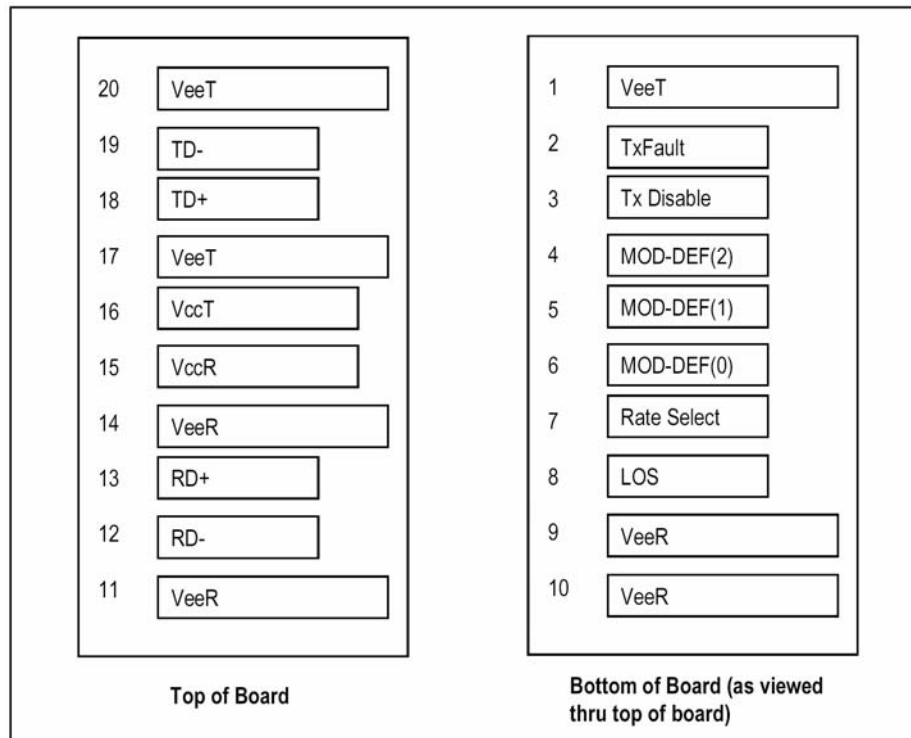 20 VeeT
19 TD-
18 TD+
17 VeeT
16 VccT
15 VccR
14 VeeR
13 RD+
12 RD-
11 VeeR
Top of Board
1 VeeT
2 TxFault
3 Tx Disable
4 MOD-DEF(2)
5 MOD-DEF(1)
6 MOD-DEF(0)
7 Rate Select
8 LOS
9 VeeR
10 VeeR
Bottom of Board (as viewed
thru top of board)